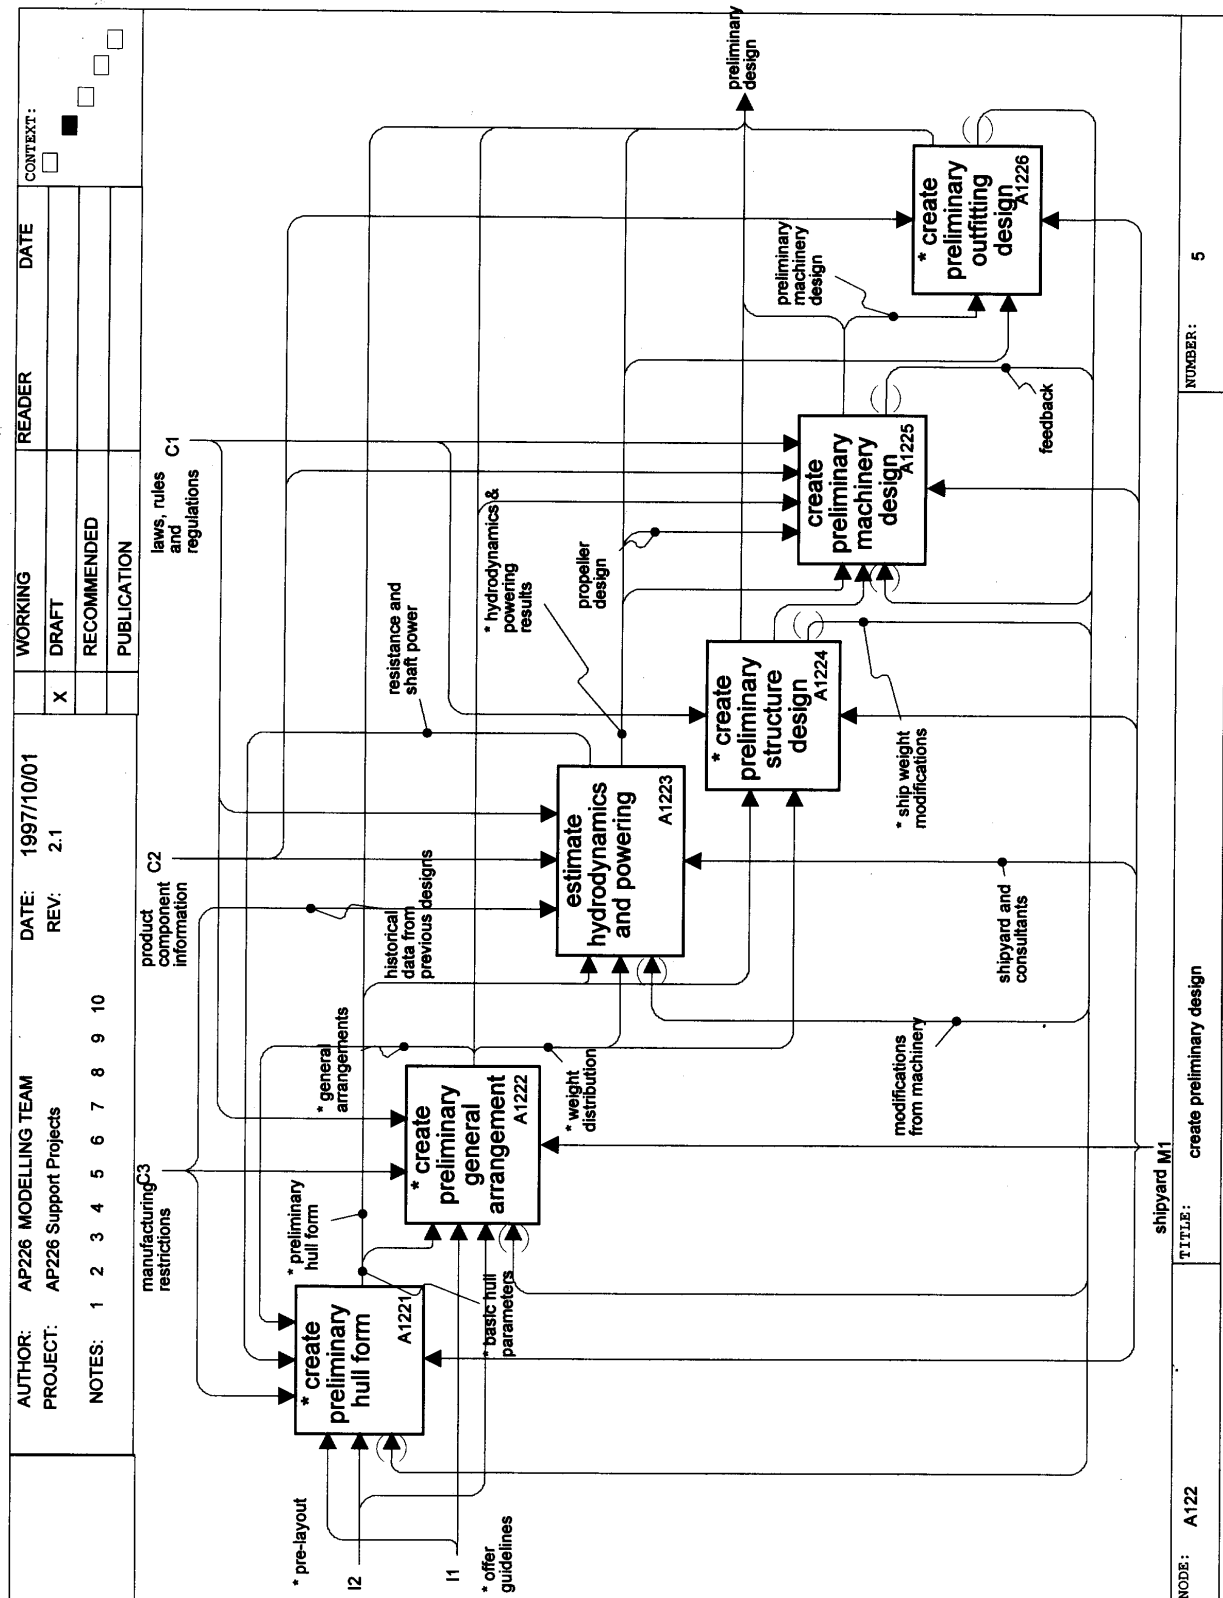 AUTHOR: AP226 MODELLING TEAM
DATE: 1997/10/01
WORKING
READER
DATE
CONTEXT:
PROJECT: AP226 Support Projects
REV: 2.1
X
DRAFT
RECOMMENDED
NOTES: 1 2 3 4 5 6 7 8 9 10
PUBLICATION
manufacturing
restrictions
C3
product
component
information
C2
laws, rules
and
regulations
C1
* pre-layout
I2
I1
* offer
guidelines
* create
preliminary
hull form
A1221
* preliminary
hull form
* basic hull
parameters
* general
arrangements
* create
preliminary
general
arrangement
A1222
* weight
distribution
historical
data from
previous designs
resistance and
shaft power
estimate
hydrodynamics
and powering
A1223
* hydrodynamics &
powering
results
modifications
from machinery
shipyard and
consultants
propeller
design
* create
preliminary
structure
design
A1224
* ship weight
modifications
create
preliminary
machinery
design
A1225
feedback
preliminary
machinery
design
preliminary
design
* create
preliminary
outfitting
design
A1226
shipyard M1
NODE: A122
TITLE: create preliminary design
NUMBER: 5